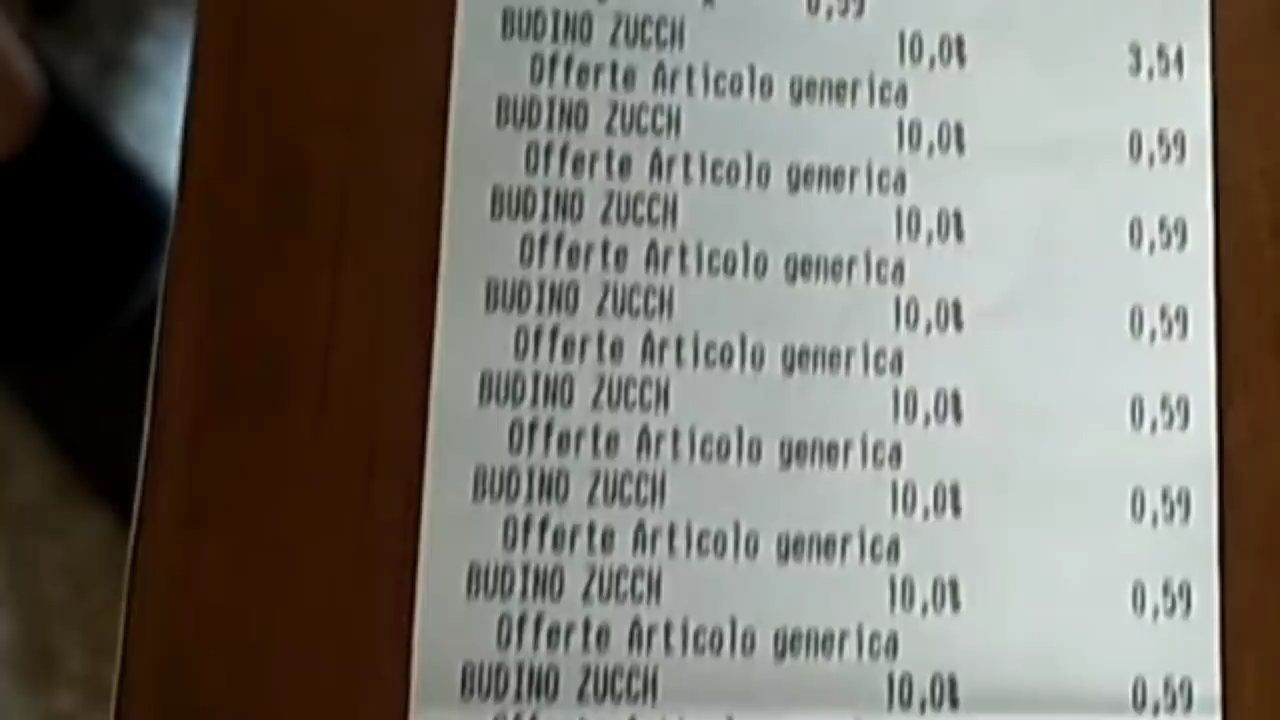 0,59
BUDINO ZUCCH 10,0% 3,54
Offerte Articolo generica
BUDINO ZUCCH 10,0% 0,59
Offerte Articolo generica
BUDINO ZUCCH 10,0% 0,59
Offerte Articolo generica
BUDINO ZUCCH 10,0% 0,59
Offerte Articolo generica
BUDINO ZUCCH 10,0% 0,59
Offerte Articolo generica
BUDINO ZUCCH 10,0% 0,59
Offerte Articolo generica
BUDINO ZUCCH 10,0% 0,59
Offerte Articolo generica
BUDINO ZUCCH 10,0% 0,59